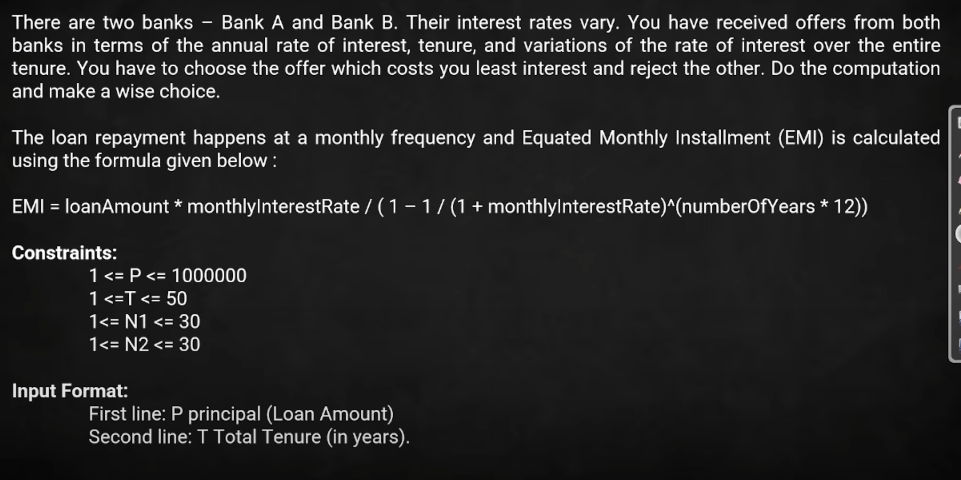 There are two banks – Bank A and Bank B. Their interest rates vary. You have received offers from both
banks in terms of the annual rate of interest, tenure, and variations of the rate of interest over the entire
tenure. You have to choose the offer which costs you least interest and reject the other. Do the computation
and make a wise choice.
The loan repayment happens at a monthly frequency and Equated Monthly Installment (EMI) is calculated
using the formula given below :
EMI = loanAmount * monthlyInterestRate / ( 1 – 1 / (1 + monthlyInterestRate)^(numberOfYears * 12))
Constraints:
1 <= P <= 1000000
1 <=T <= 50
1<= N1 <= 30
1<= N2 <= 30
Input Format:
First line: P principal (Loan Amount)
Second line: T Total Tenure (in years).